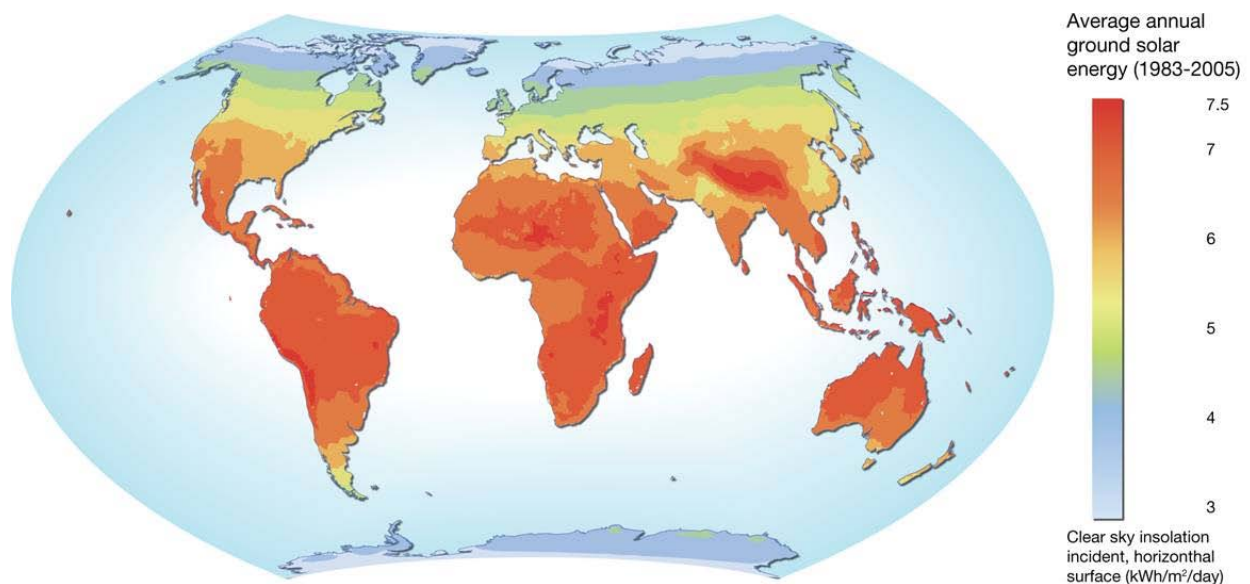 Average annual
ground solar
energy (1983-2005)
7.5
7
6
5
4
3
Clear sky insolation
incident, horizonthal
surface (kWh/m²/day)